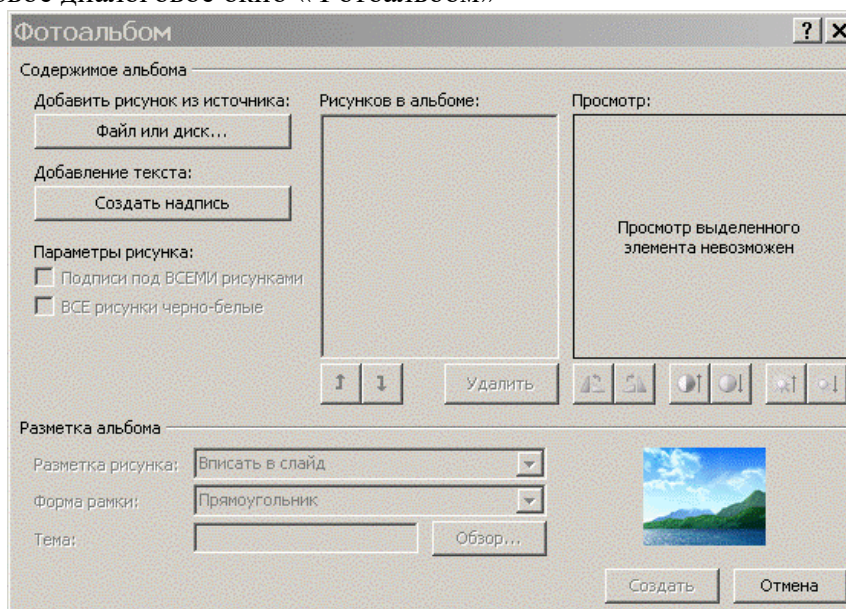 Фотоальбом
Содержимое альбома
Добавить рисунок из источника:
Рисунков в альбоме:
Просмотр:
Файл или диск...
Добавление текста:
Создать надпись
Просмотр выделенного
элемента невозможен
Параметры рисунка:
Подписи под ВСЕМИ рисунками
ВСЕ рисунки черно-белые
Удалить
Разметка альбома
Разметка рисунка:
Вписать в слайд
Форма рамки:
Прямоугольник
Тема:
Обзор...
Создать
Отмена